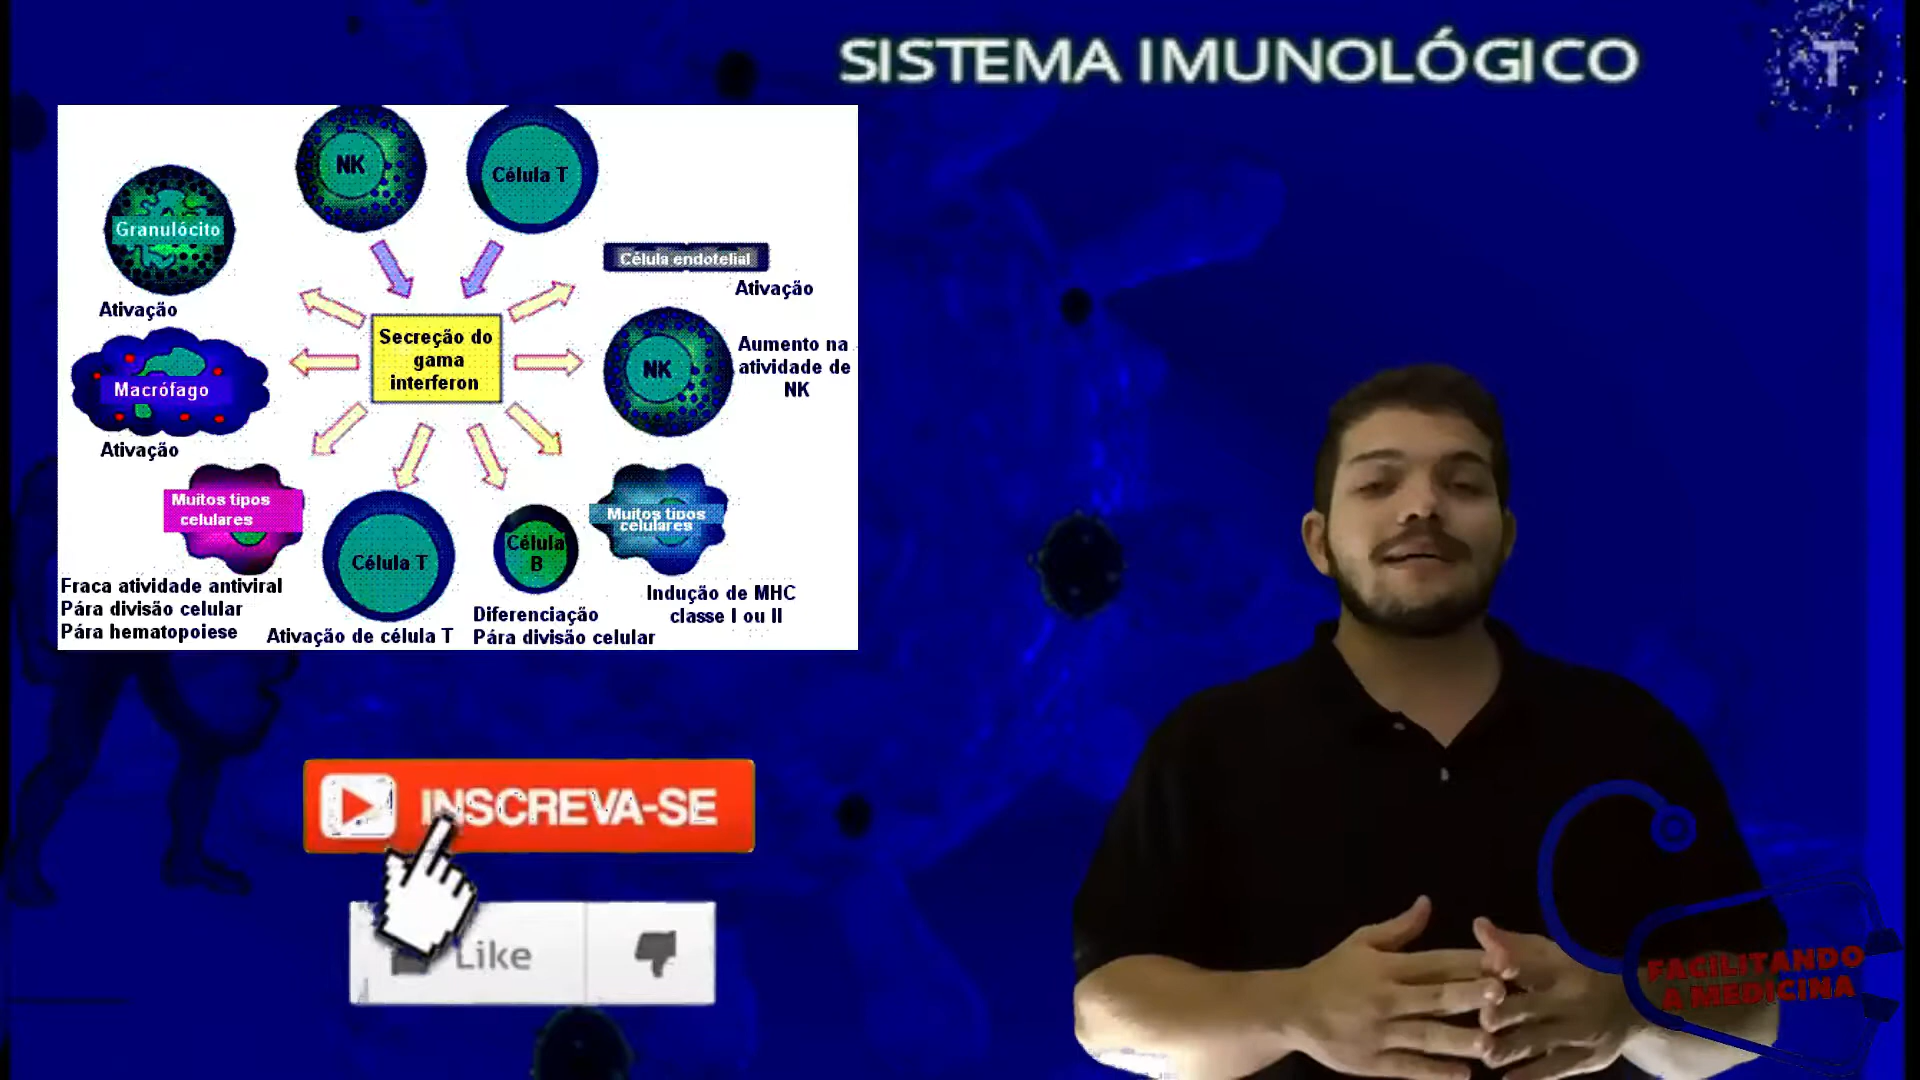 SISTEMA IMUNOLÓGICO
T
NK
Célula T
Granulócito
Ativação
Célula endotelial
Ativação
Secreção do
gama
interferon
NK
Aumento na
atividade de
NK
Macrófago
Ativação
Muitos tipos
celulares
Fraca atividade antiviral
Pára divisão celular
Pára hematopoiese
Célula T
Ativação de célula T
Célula
B
Diferenciação
Pára divisão celular
Muitos tipos
celulares
Indução de MHC
classe I ou II
INSCREVA-SE
Like
FACILITANDO
A MEDICINA